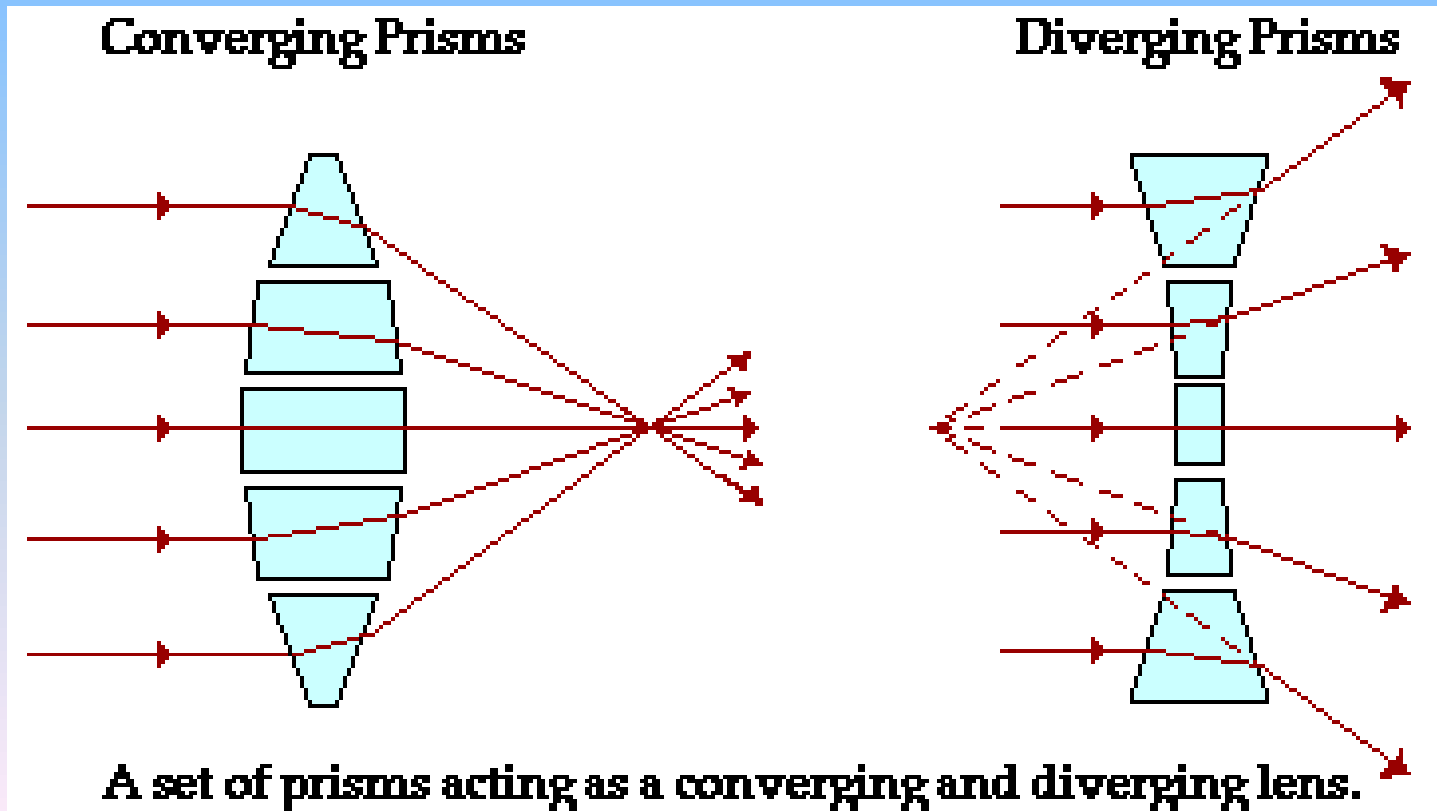 Converging Prisms
Diverging Prisms
A set of prisms acting as a converging and diverging lens.